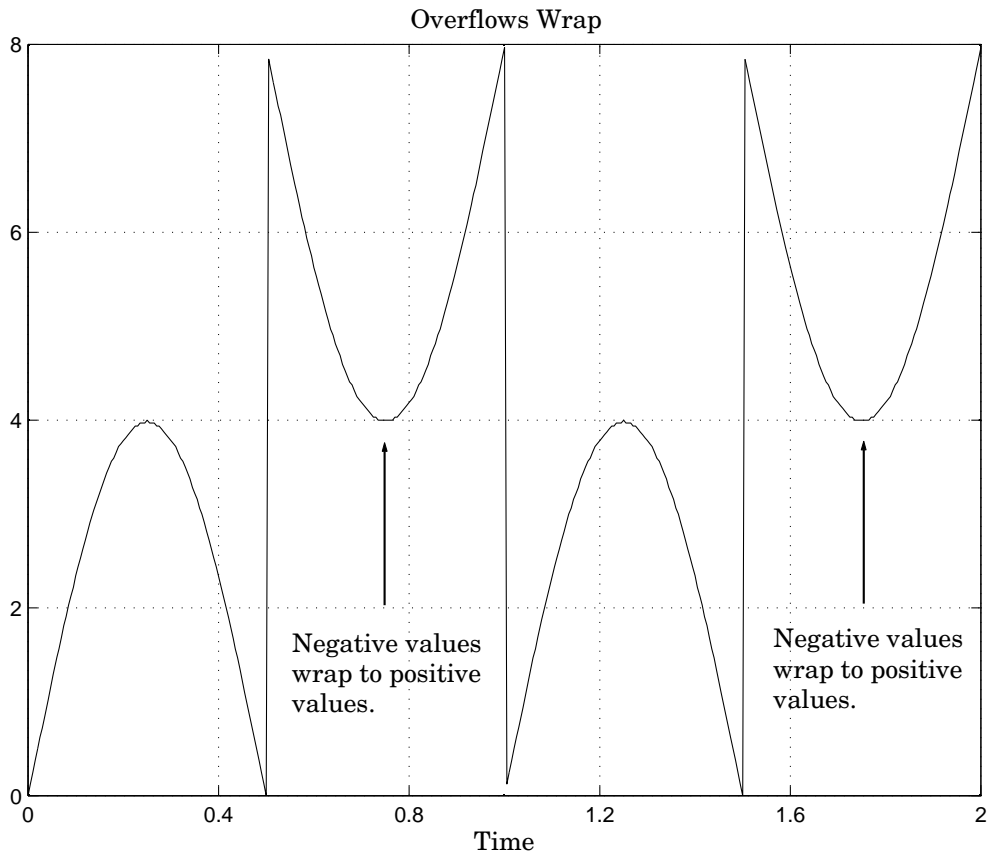 Overflows Wrap
8
6
4
2
0
Negative values
wrap to positive
values.
Negative values
wrap to positive
values.
0 0.4 0.8 1.2 1.6 2
Time